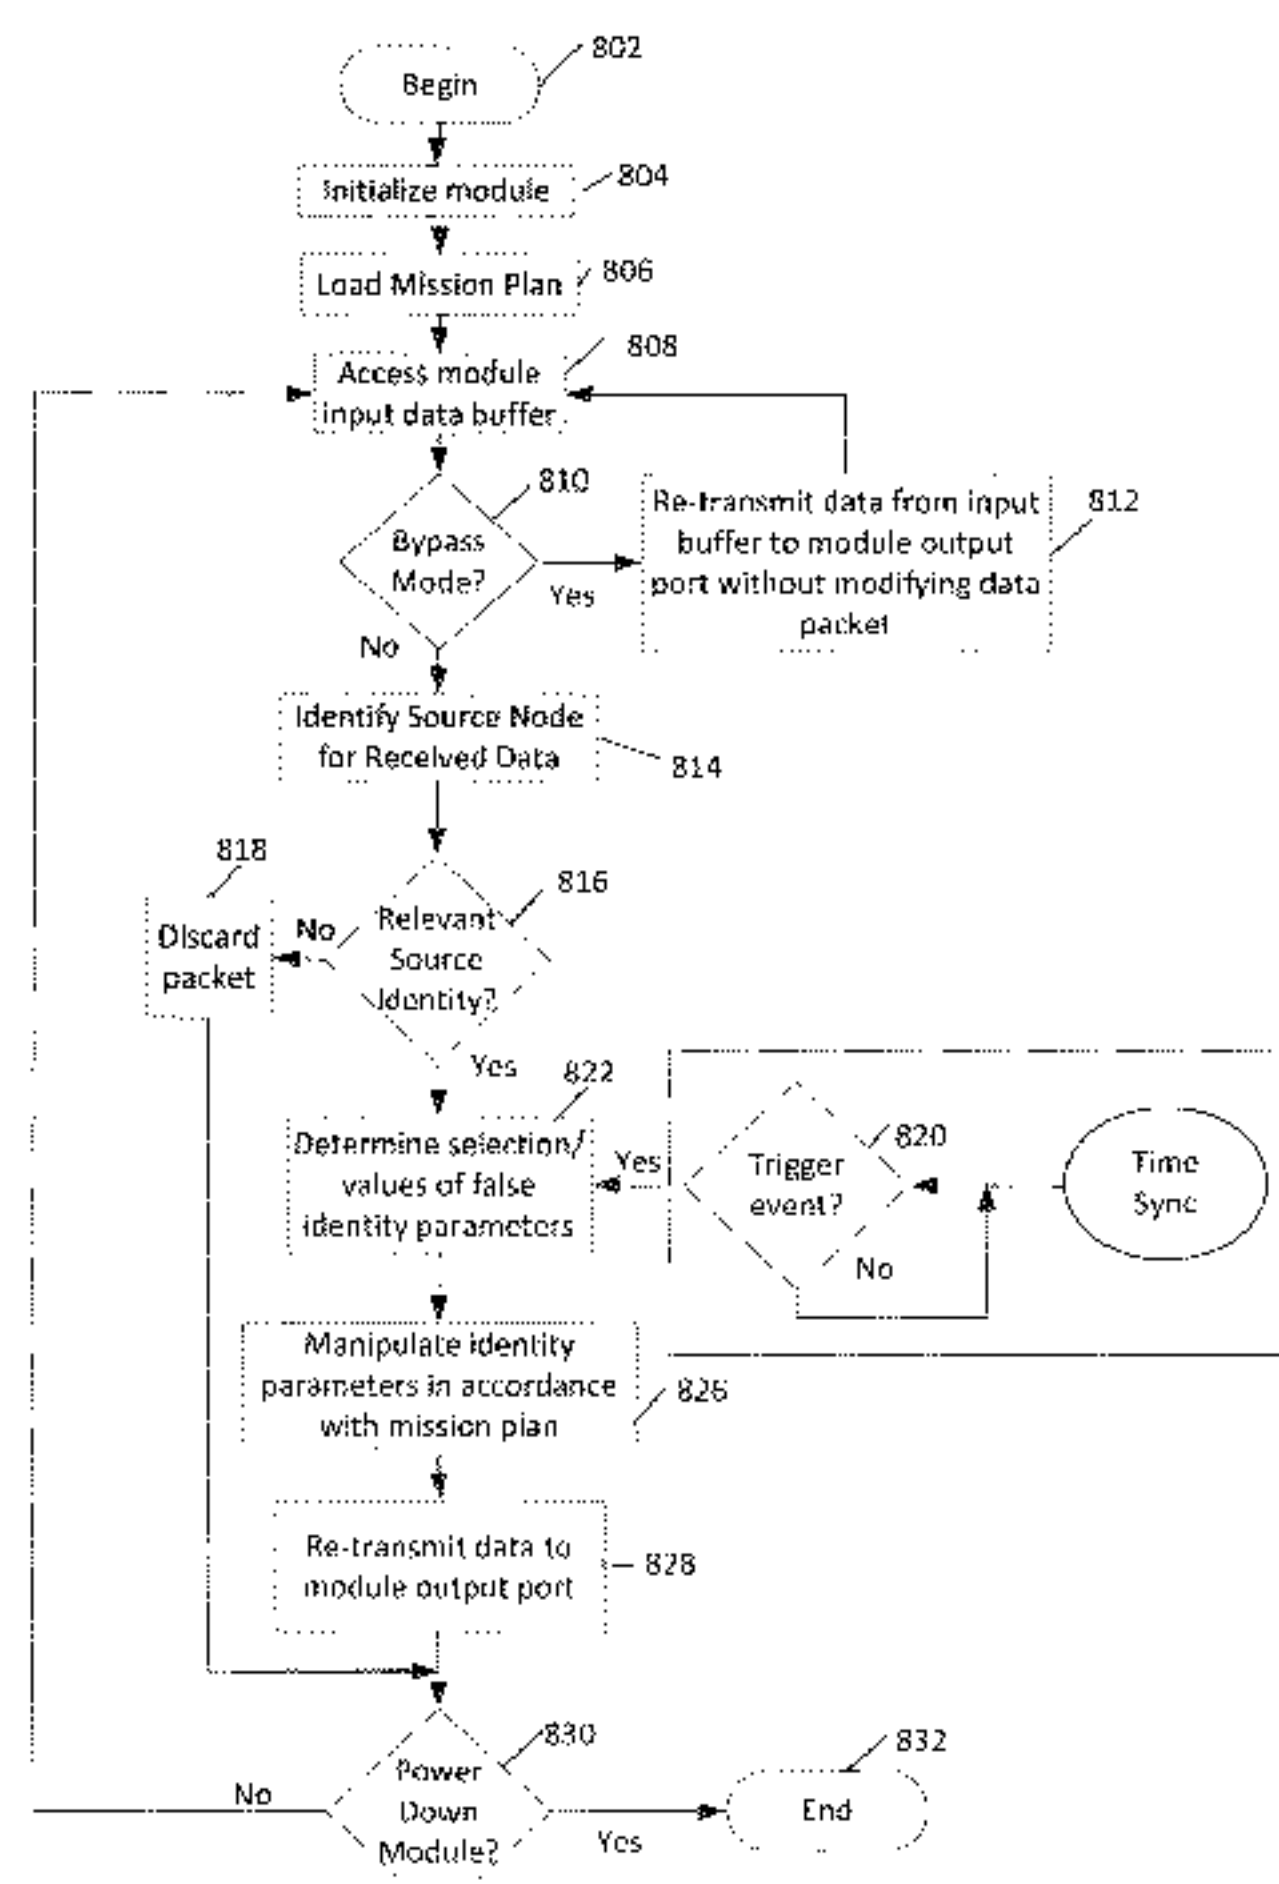 802
Begin
Initialize module
804
Load Mission Plan
806
808
Access module
input data buffer
810
Bypass
Mode?
Yes
No
Re-transmit data from input
buffer to module output
port without modifying data
packet
812
Identify Source Node
for Received Data
814
818
Discard
packet
No
816
Relevant
Source
Identity?
Yes
822
Determine selection/
values of false
identity parameters
Yes
820
Trigger
event?
No
Time
Sync
Manipulate identity
parameters in accordance
with mission plan
826
Re-transmit data to
module output port
828
830
Power
Down
Module?
No
Yes
832
End